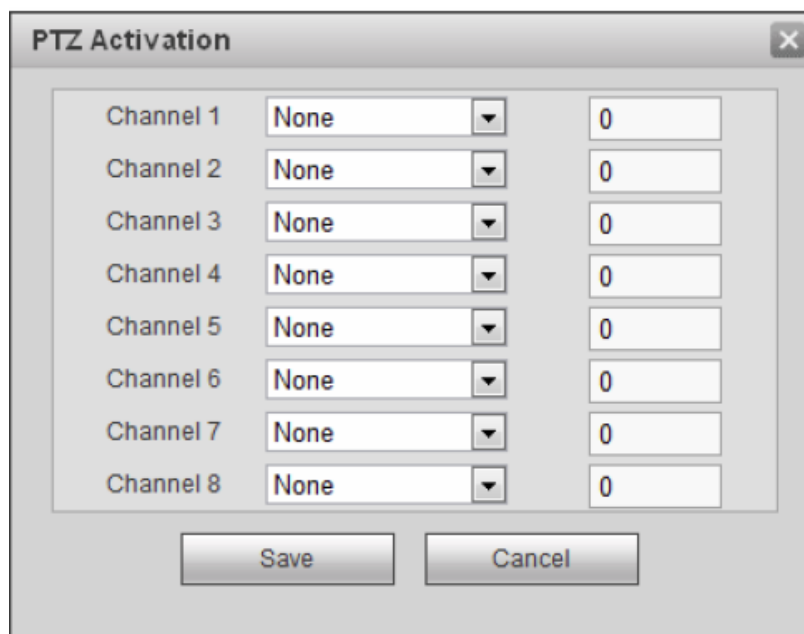 PTZ Activation
Channel 1 None 0
Channel 2 None 0
Channel 3 None 0
Channel 4 None 0
Channel 5 None 0
Channel 6 None 0
Channel 7 None 0
Channel 8 None 0
Save Cancel